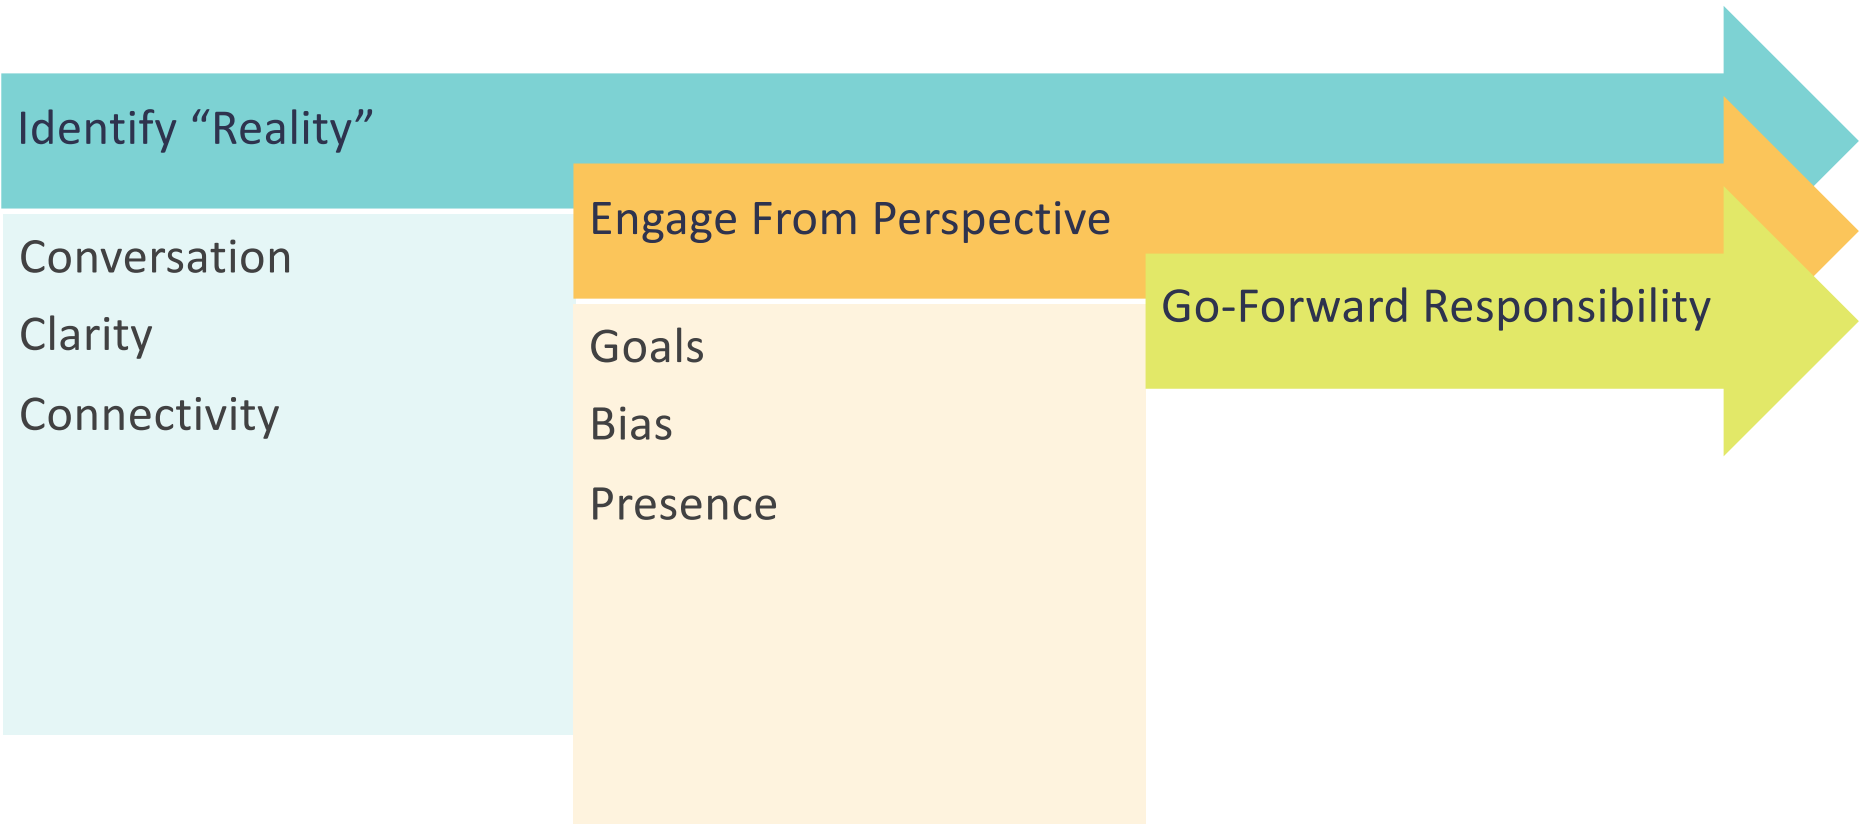 Identify “Reality”
Conversation
Clarity
Connectivity
Engage From Perspective
Goals
Bias
Presence
Go-Forward Responsibility